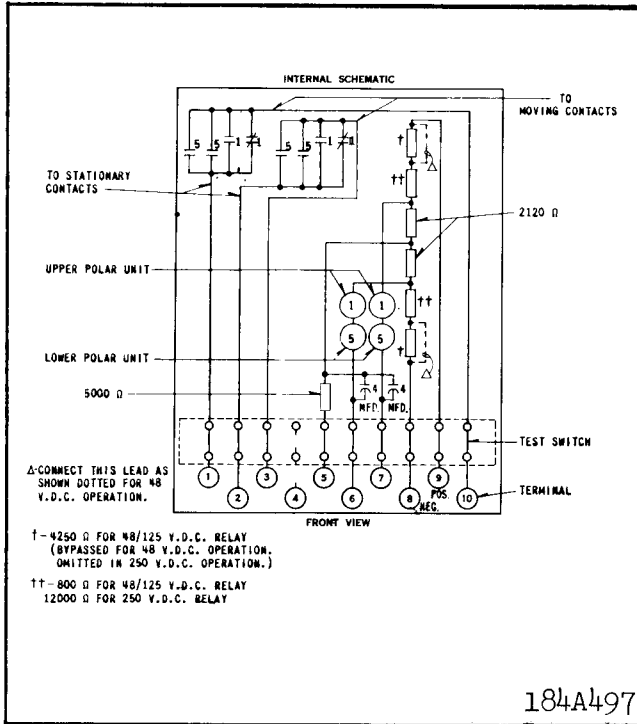 INTERNAL SCHEMATIC
TO
MOVING CONTACTS
5 5 1 1 5 5 1 1 †
TO STATIONARY
CONTACTS
Δ
††
2120 Ω
UPPER POLAR UNIT
1 1
††
LOWER POLAR UNIT
5 5
†
Δ
5000 Ω
4 4
MFD. MFD.
TEST SWITCH
Δ-CONNECT THIS LEAD AS
SHOWN DOTTED FOR 48
V.D.C. OPERATION.
1 3 5 7 9
POS.
TERMINAL
2 4 6 8 10
NEG.
FRONT VIEW
†-4250 Ω FOR 48/125 V.D.C. RELAY
(BYPASSED FOR 48 V.D.C. OPERATION.
OMITTED IN 250 V.D.C. OPERATION.)
††-800 Ω FOR 48/125 V.D.C. RELAY
12000 Ω FOR 250 V.D.C. RELAY
184A497